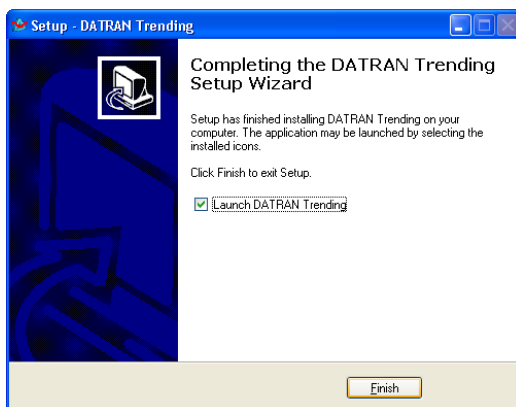 Setup - DATRAN Trending
Completing the DATRAN Trending
Setup Wizard
Setup has finished installing DATRAN Trending on your
computer. The application may be launched by selecting the
installed icons.
Click Finish to exit Setup.
Launch DATRAN Trending
Finish